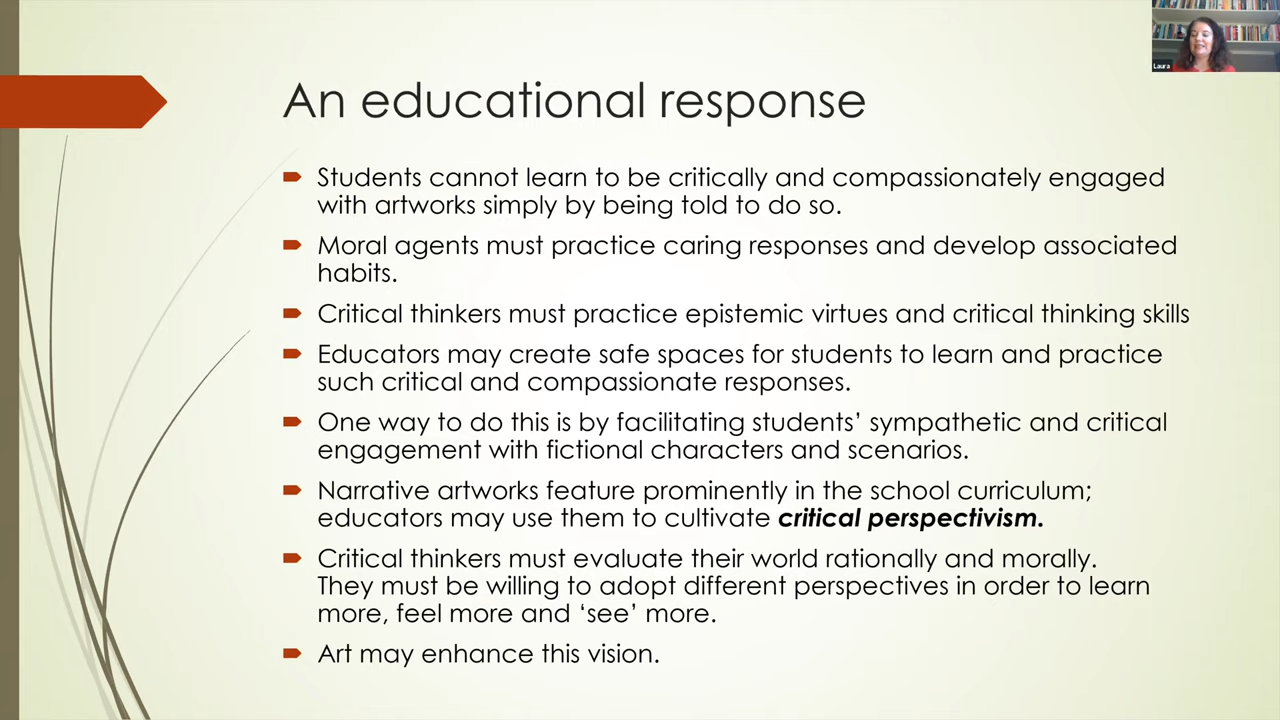 Laura
An educational response
Students cannot learn to be critically and compassionately engaged
with artworks simply by being told to do so.
Moral agents must practice caring responses and develop associated
habits.
Critical thinkers must practice epistemic virtues and critical thinking skills
Educators may create safe spaces for students to learn and practice
such critical and compassionate responses.
One way to do this is by facilitating students’ sympathetic and critical
engagement with fictional characters and scenarios.
Narrative artworks feature prominently in the school curriculum;
educators may use them to cultivate critical perspectivism.
Critical thinkers must evaluate their world rationally and morally.
They must be willing to adopt different perspectives in order to learn
more, feel more and ‘see’ more.
Art may enhance this vision.